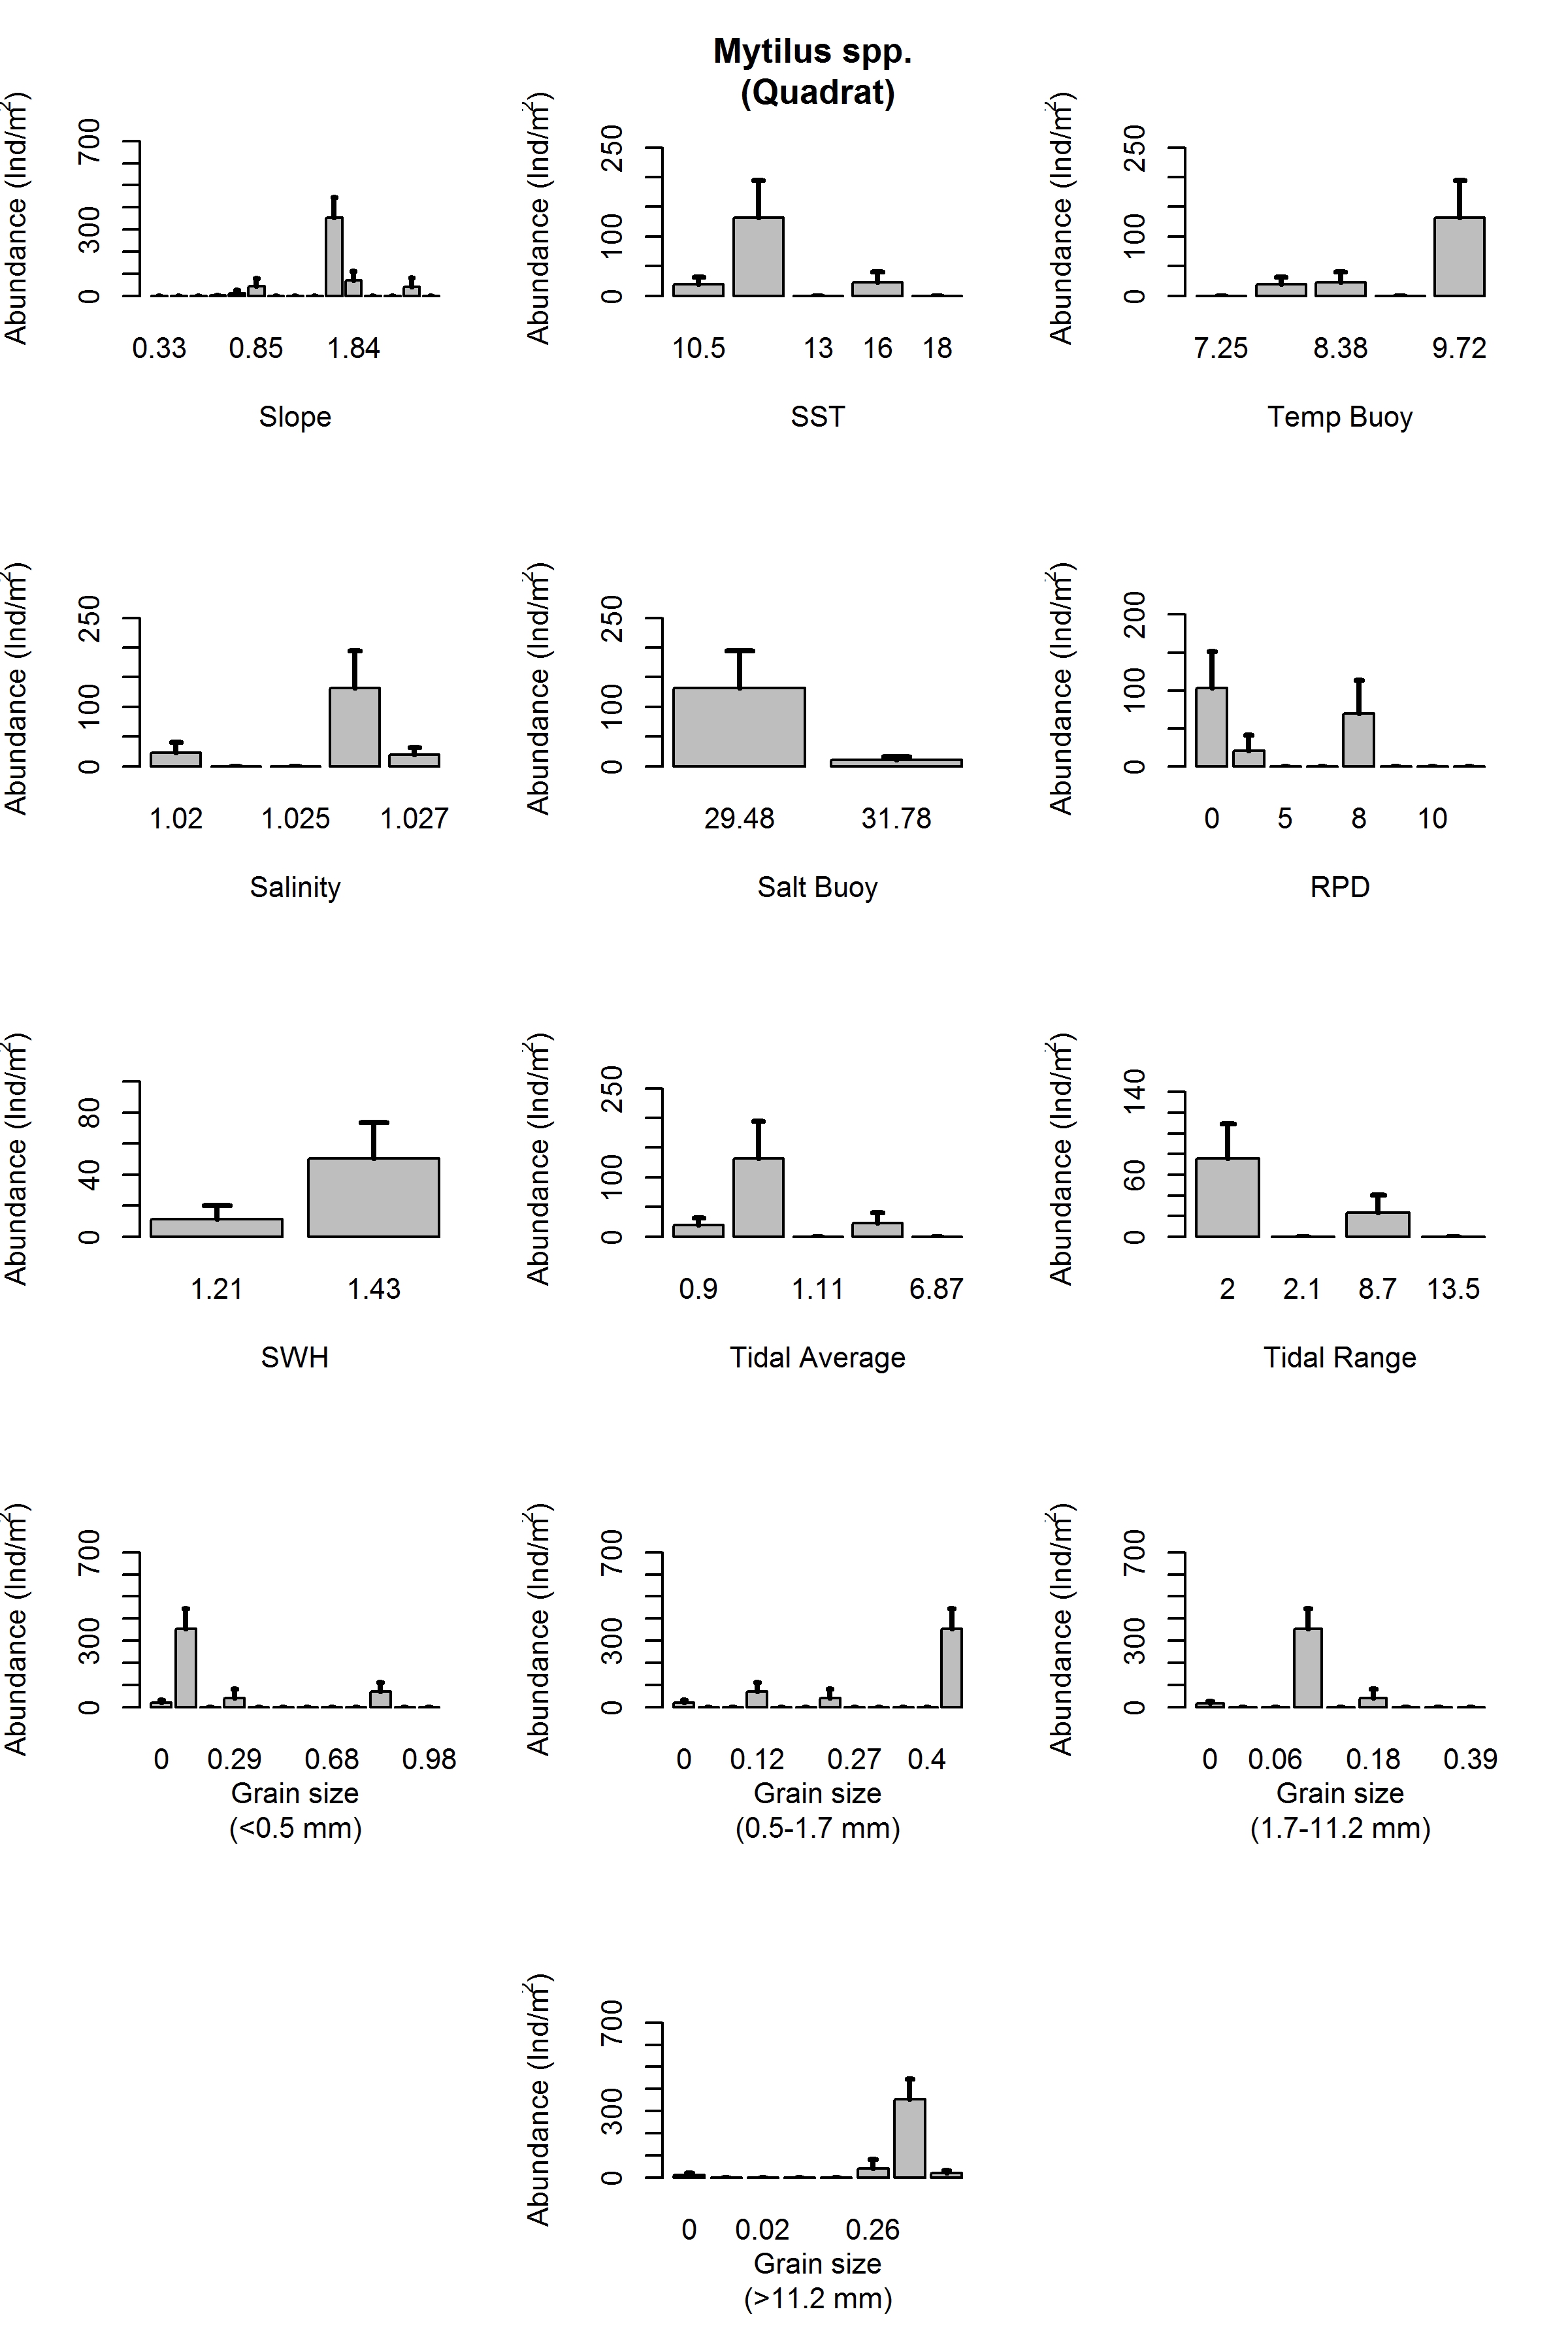 Mytilus spp.
(Quadrat)
Abundance (Ind/m²)
0 300 700
0.33 0.85 1.84
Slope
Abundance (Ind/m²)
0 100 250
10.5 13 16 18
SST
Abundance (Ind/m²)
0 100 250
7.25 8.38 9.72
Temp Buoy
Abundance (Ind/m²)
0 100 250
1.02 1.025 1.027
Salinity
Abundance (Ind/m²)
0 100 250
29.48 31.78
Salt Buoy
Abundance (Ind/m²)
0 100 200
0 5 8 10
RPD
Abundance (Ind/m²)
0 40 80
1.21 1.43
SWH
Abundance (Ind/m²)
0 100 250
0.9 1.11 6.87
Tidal Average
Abundance (Ind/m²)
0 60 140
2 2.1 8.7 13.5
Tidal Range
Abundance (Ind/m²)
0 300 700
0 0.29 0.68 0.98
Grain size
(<0.5 mm)
Abundance (Ind/m²)
0 300 700
0 0.12 0.27 0.4
Grain size
(0.5-1.7 mm)
Abundance (Ind/m²)
0 300 700
0 0.06 0.18 0.39
Grain size
(1.7-11.2 mm)
Abundance (Ind/m²)
0 300 700
0 0.02 0.26
Grain size
(>11.2 mm)